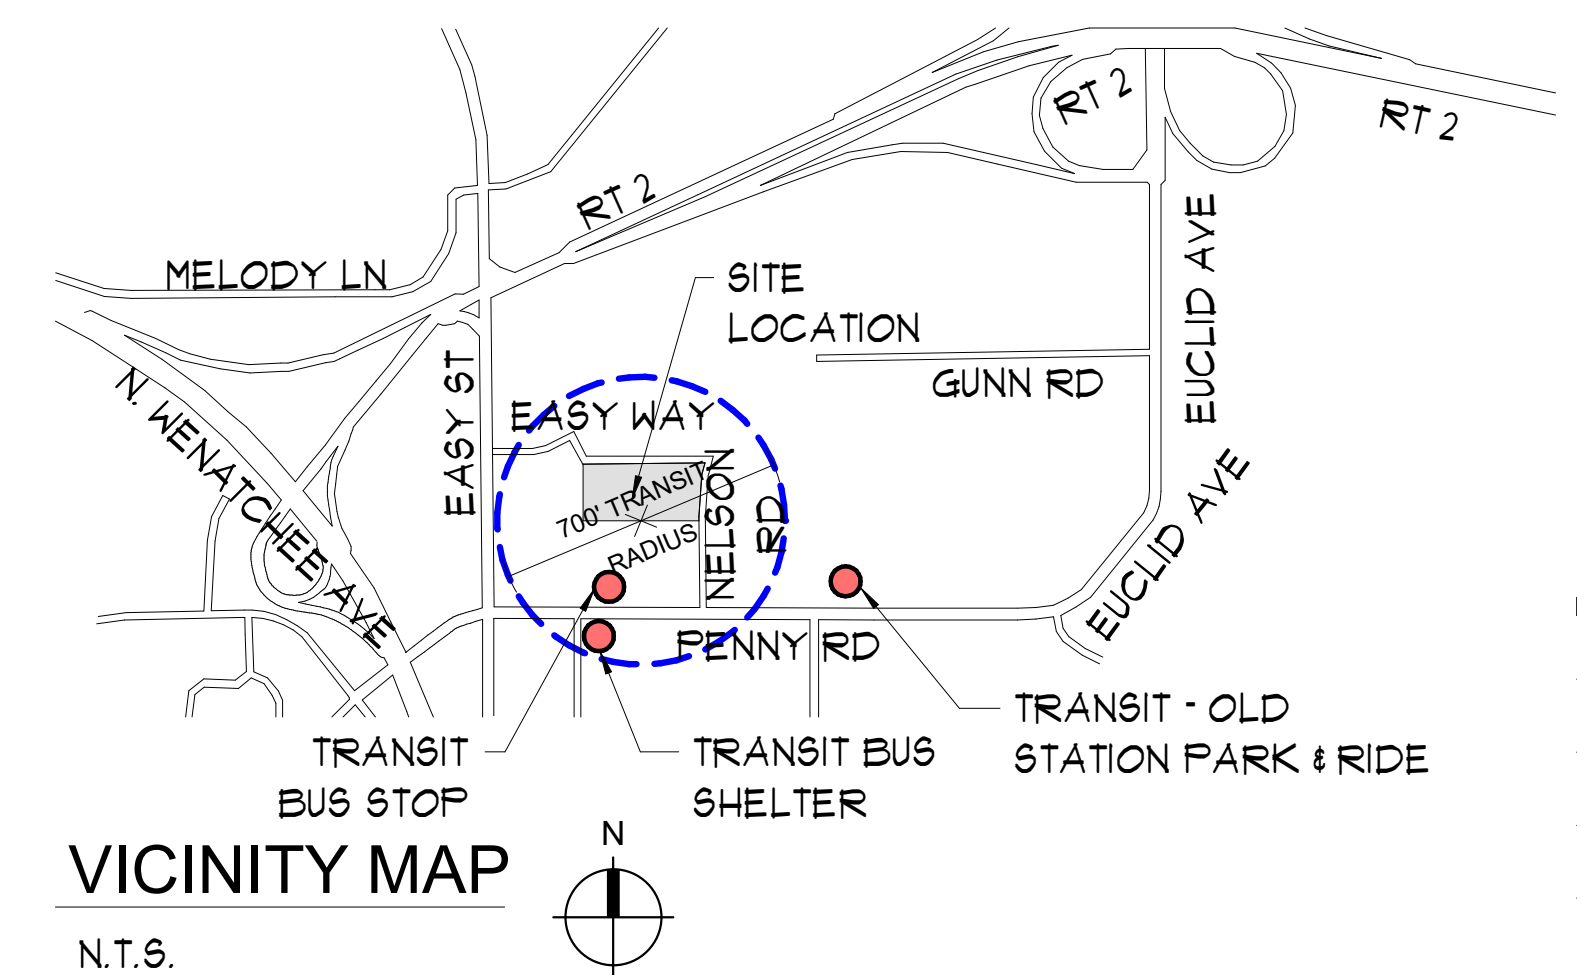 RT 2
RT 2
RT 2
MELODY LN
SITE
LOCATION
EUCLID AVE
GUNN RD
EASY ST
EASY WAY
N. WENATCHEE AVE
700' TRANSIT
RADIUS
NELSON
RD
EUCLID AVE
PENNY RD
TRANSIT
BUS STOP
TRANSIT BUS
SHELTER
TRANSIT - OLD
STATION PARK & RIDE
VICINITY MAP
N
N.T.S.